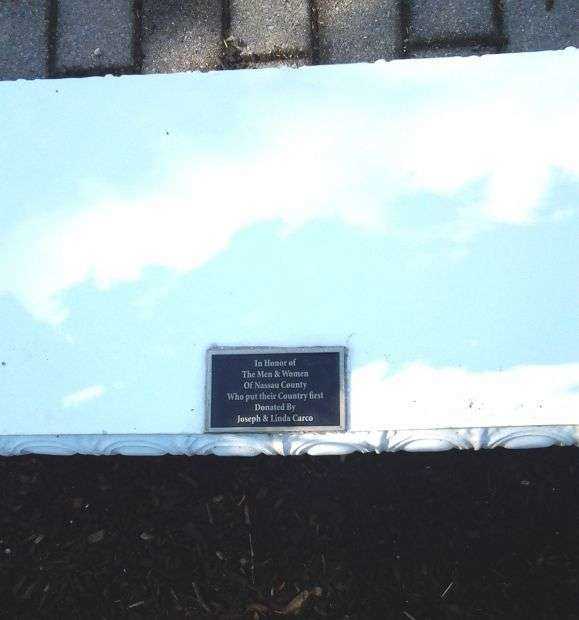 In Honor of
The Men & Women
Of Nassau County
Who put their Country first
Donated By
Joseph & Linda Carco